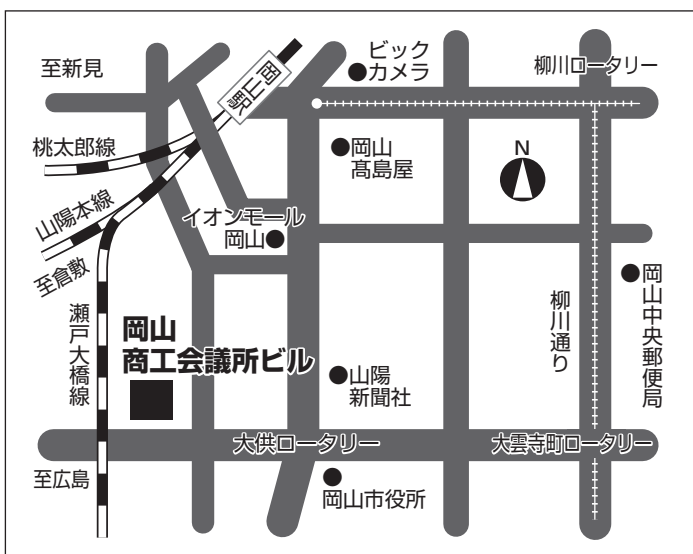 至新見
岡山駅
ビック
カメラ
柳川ロータリー
桃太郎線
岡山
髙島屋
N
山陽本線
イオンモール
岡山
至倉敷
瀬戸大橋線
岡山
商工会議所ビル
柳川通り
岡山中央郵便局
山陽
新聞社
大供ロータリー
大雲寺町ロータリー
至広島
岡山市役所